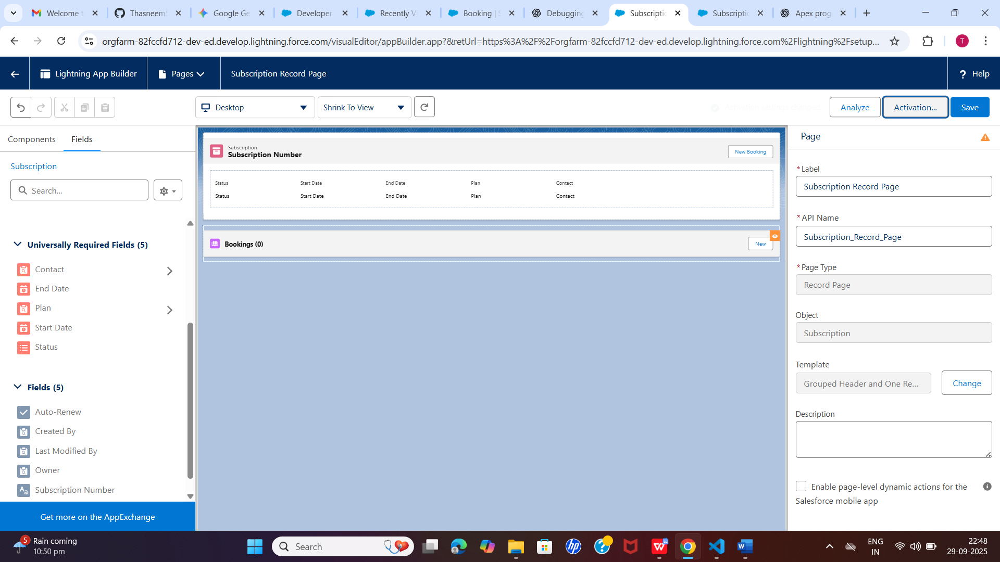 Welcome t
ThasneemS
Google Ge
Developer
Recently Vi
Booking | S
Debugging
Subscriptio
Subscriptio
Apex prog
orgfarm-82fccfd712-dev-ed.develop.lightning.force.com/visualEditor/appBuilder.app?&retUrl=https%3A%2F%2Forgfarm-82fccfd712-dev-ed.develop.lightning.force.com%2Flightning%2Fsetup...
T
Lightning App Builder
Pages
Subscription Record Page
? Help
Desktop
Shrink To View
Analyze
Activation...
Save
Components
Fields
Subscription
Search...
Universally Required Fields (5)
Contact
End Date
Plan
Start Date
Status
Fields (5)
Auto-Renew
Created By
Last Modified By
Owner
Aa Subscription Number
Get more on the AppExchange
Subscription
Subscription Number
New Booking
Status Start Date End Date Plan Contact
Status Start Date End Date Plan Contact
Bookings (0)
New
Page
*Label
Subscription Record Page
*API Name
Subscription_Record_Page
*Page Type
Record Page
Object
Subscription
Template
Grouped Header and One Re...
Change
Description
Enable page-level dynamic actions for the
Salesforce mobile app
5
Rain coming
10:50 pm
Search
ENG
IN
22:48
29-09-2025